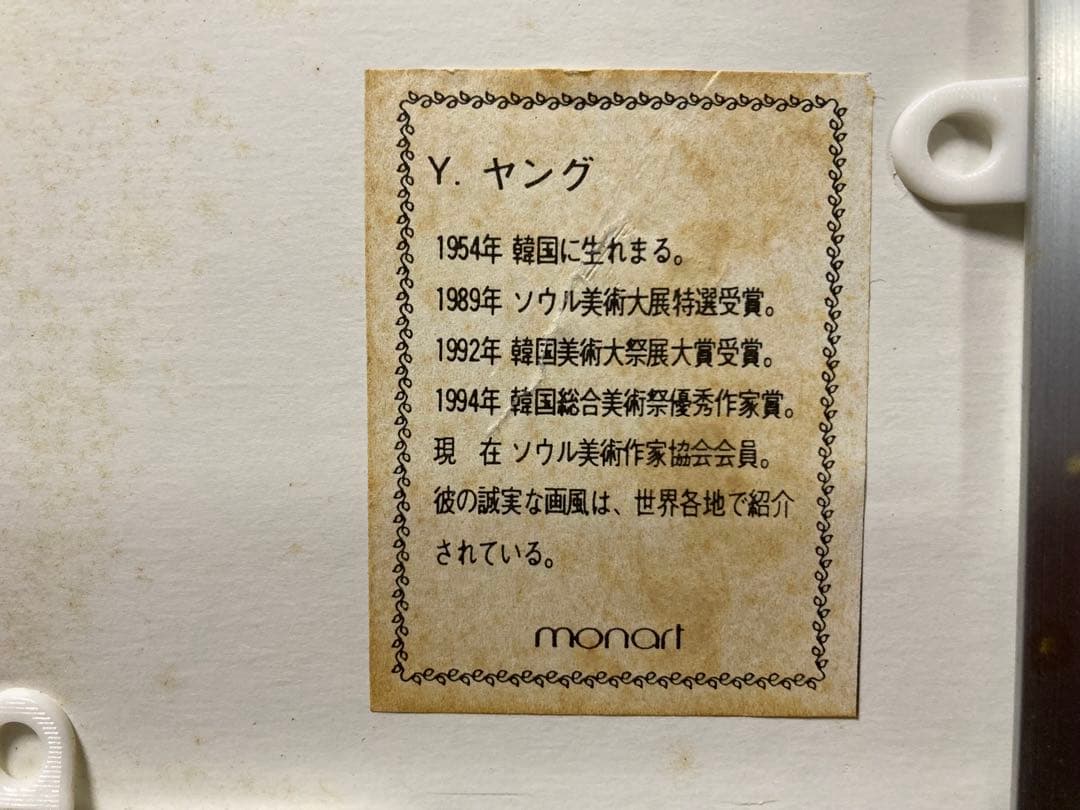 Y. ヤング
1954年 韓国に生れまる。
1989年 ソウル美術大展特選受賞。
1992年 韓国美術大祭展大賞受賞。
1994年 韓国総合美術祭優秀作家賞。
現　在 ソウル美術作家協会会員。
彼の誠実な画風は、世界各地で紹介
されている。
monart